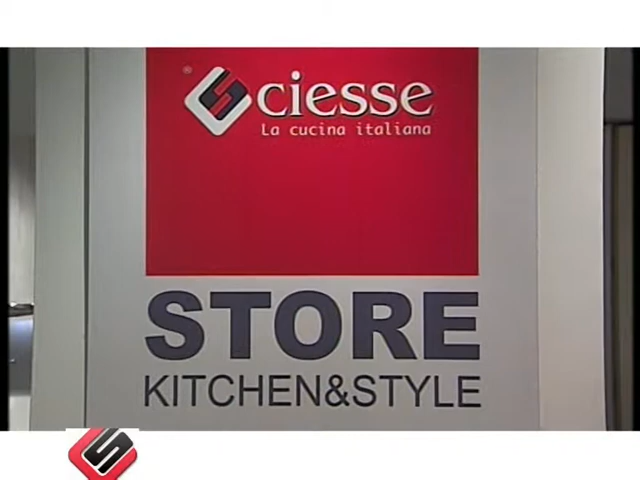 ®
ciesse
La cucina italiana
STORE
KITCHEN&STYLE